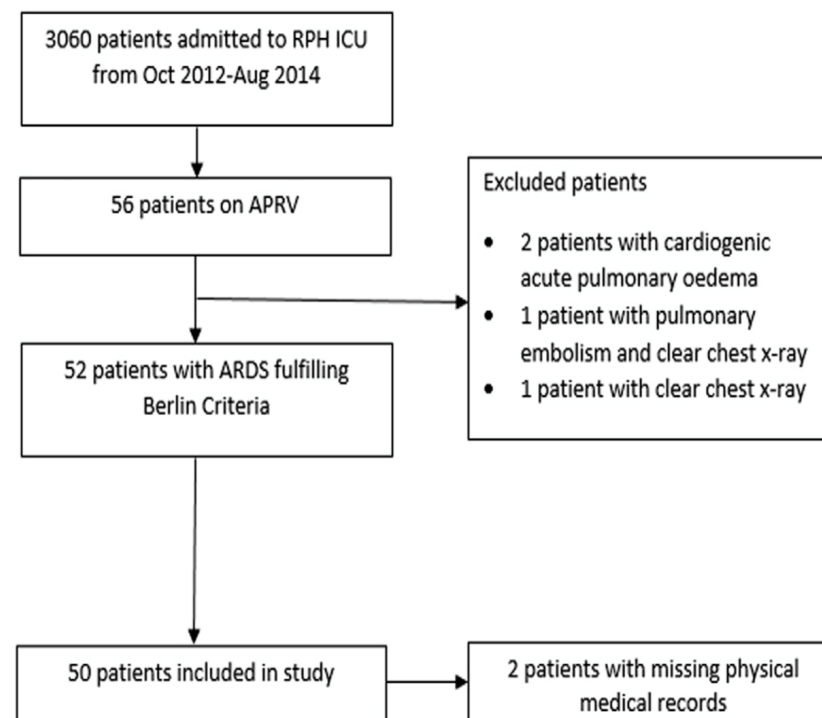 3060 patients admitted to RPH ICU
from Oct 2012-Aug 2014
56 patients on APRV
Excluded patients
• 2 patients with cardiogenic
acute pulmonary oedema
• 1 patient with pulmonary
embolism and clear chest x-ray
• 1 patient with clear chest x-ray
52 patients with ARDS fulfilling
Berlin Criteria
50 patients included in study
2 patients with missing physical
medical records